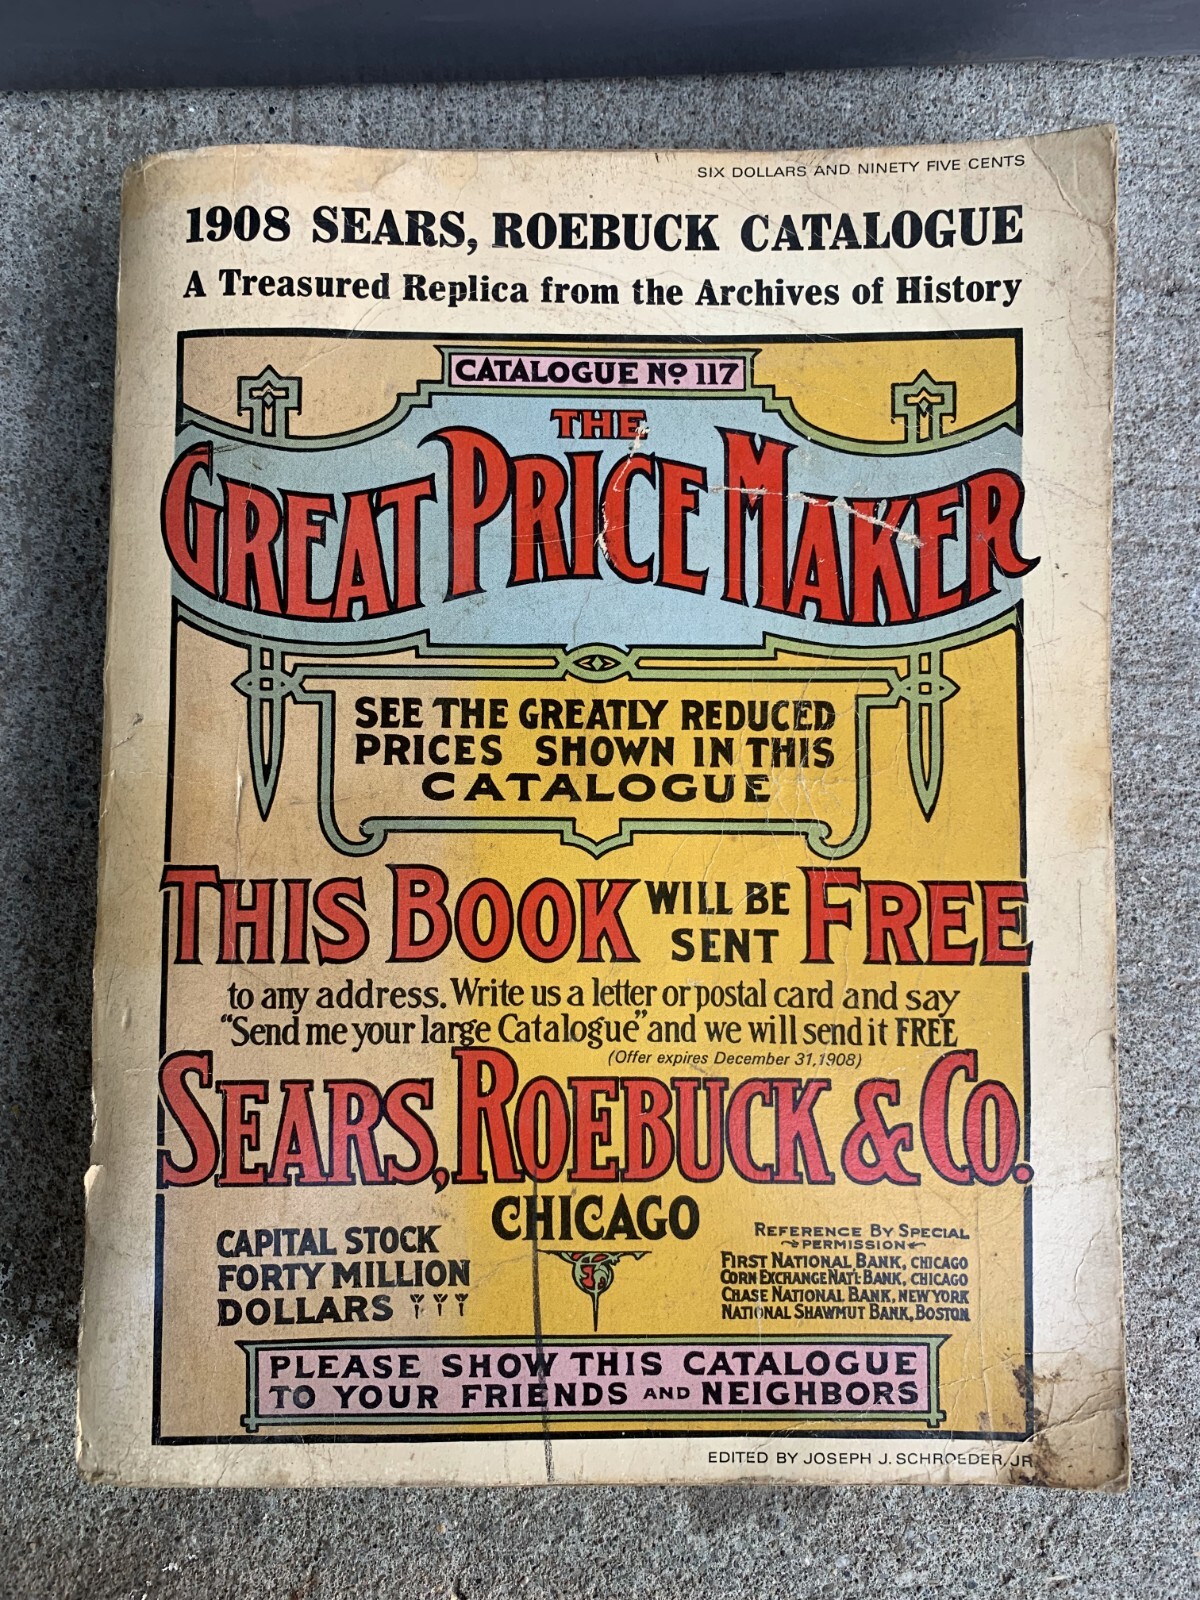 SIX DOLLARS AND NINETY FIVE CENTS
1908 SEARS, ROEBUCK CATALOGUE
A Treasured Replica from the Archives of History
CATALOGUE No 117
THE
GREAT PRICE MAKER
SEE THE GREATLY REDUCED
PRICES SHOWN IN THIS
CATALOGUE
THIS BOOK WILL BE SENT FREE
to any address. Write us a letter or postal card and say
"Send me your large Catalogue" and we will send it FREE
(Offer expires December 31, 1908)
SEARS, ROEBUCK & CO.
CHICAGO
CAPITAL STOCK
FORTY MILLION
DOLLARS
REFERENCE BY SPECIAL
PERMISSION
FIRST NATIONAL BANK, CHICAGO
CORN EXCHANGE NAT'L BANK, CHICAGO
CHASE NATIONAL BANK, NEW YORK
NATIONAL SHAWMUT BANK, BOSTON
PLEASE SHOW THIS CATALOGUE
TO YOUR FRIENDS AND NEIGHBORS
EDITED BY JOSEPH J. SCHROEDER, JR